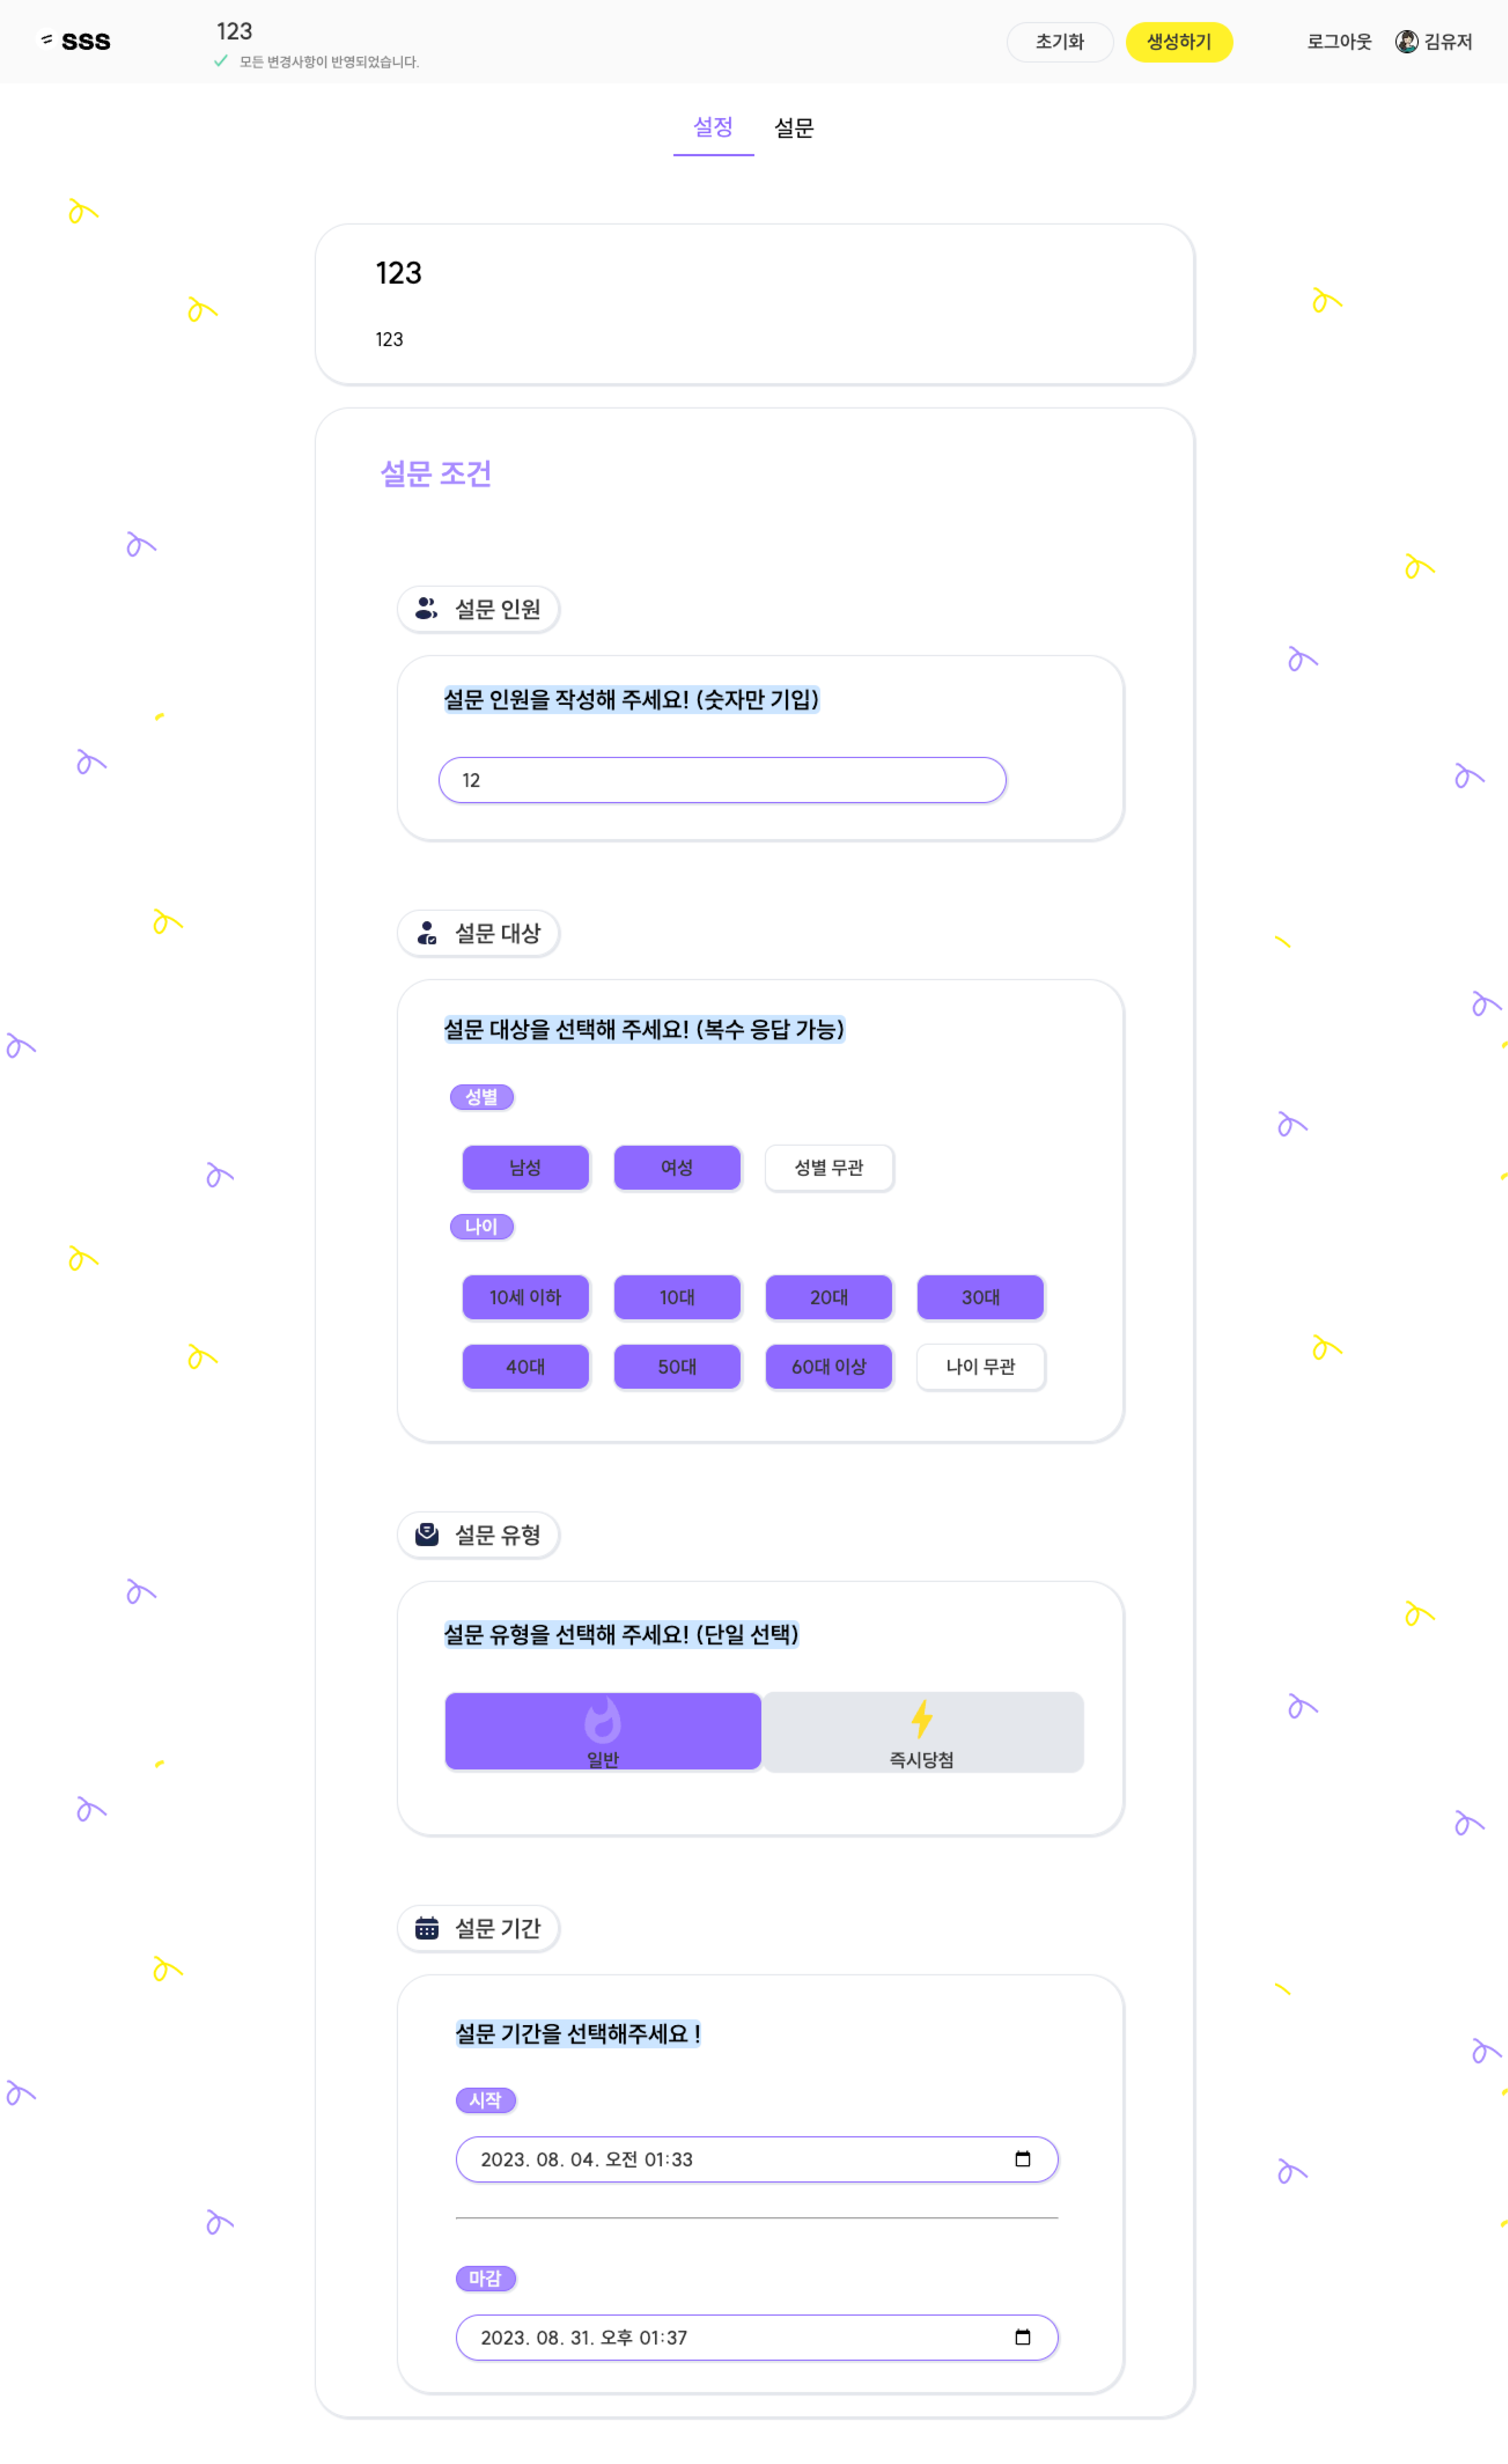 sss
123
모든 변경사항이 반영되었습니다.
초기화
생성하기
로그아웃
김유저
설정
설문
123
123
설문 조건
설문 인원
설문 인원을 작성해 주세요! (숫자만 기입)
12
설문 대상
설문 대상을 선택해 주세요! (복수 응답 가능)
성별
남성
여성
성별 무관
나이
10세 이하
10대
20대
30대
40대
50대
60대 이상
나이 무관
설문 유형
설문 유형을 선택해 주세요! (단일 선택)
일반
즉시당첨
설문 기간
설문 기간을 선택해주세요 !
시작
2023. 08. 04. 오전 01:33
마감
2023. 08. 31. 오후 01:37